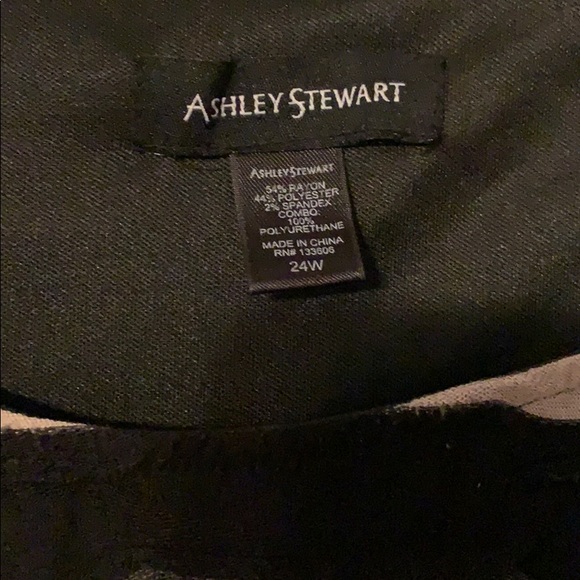 ASHLEY STEWART
ASHLEY STEWART
54% RAYON
44% POLYESTER
2% SPANDEX
COMBO:
100%
POLYURETHANE
MADE IN CHINA
RN# 133606
24W